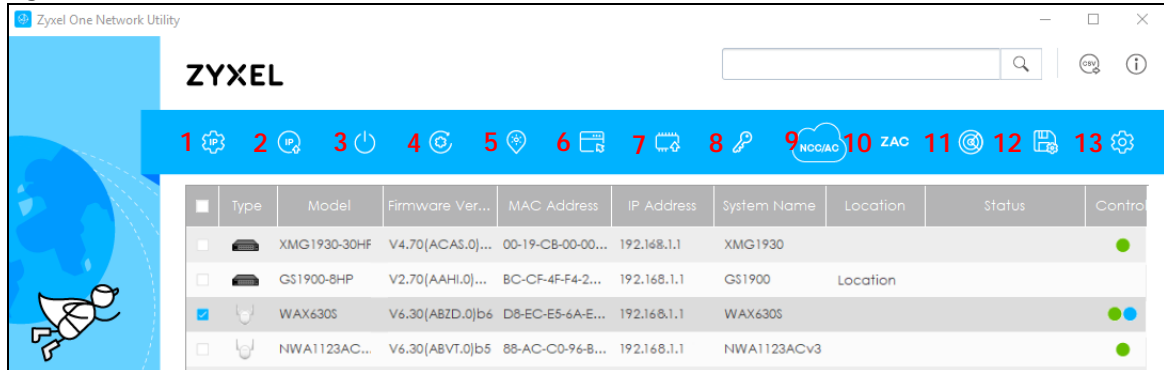 Zyxel One Network Utility
ZYXEL
CSV
1 IP 2 IP 3 4 5 6 7 8 9 NCC/AC 10 ZAC 11 12 13
Type Model Firmware Ver... MAC Address IP Address System Name Location Status Control
XMG1930-30HF V4.70(ACAS.0)... 00-19-CB-00-00... 192.168.1.1 XMG1930
GS1900-8HP V2.70(AAHI.0)... BC-CF-4F-F4-2... 192.168.1.1 GS1900 Location
WAX630S V6.30(ABZD.0)b6 D8-EC-E5-6A-E... 192.168.1.1 WAX630S
NWA1123AC... V6.30(ABVT.0)b5 88-AC-C0-96-B... 192.168.1.1 NWA1123ACv3